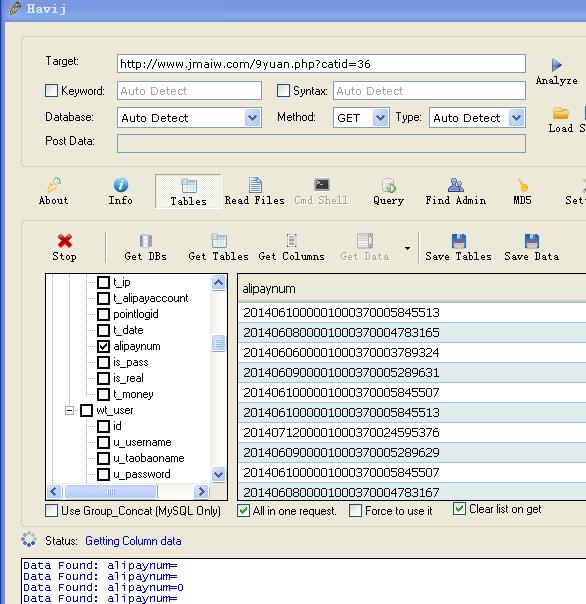 Havij
Target: http://www.jmaiw.com/9yuan.php?catid=36
Analyze
Keyword: Auto Detect Syntax: Auto Detect
Database: Auto Detect Method: GET Type: Auto Detect
Load
Post Data:
About Info Tables Read Files Cmd Shell Query Find Admin MD5
Stop Get DBs Get Tables Get Columns Get Data Save Tables Save Data
t_ip
t_alipayaccount
pointlogid
t_date
alipaynum
is_pass
is_real
t_money
wt_user
id
u_username
u_taobaoname
u_password
alipaynum
2014061000001000370005845513
2014060800001000370004783165
2014060600001000370003789324
2014060900001000370005289631
2014061000001000370005845507
2014061000001000370005845513
2014071200001000370024595376
2014060900001000370005289629
2014061000001000370005845507
2014060800001000370004783167
Use Group_Concat (MySQL Only) All in one request. Force to use it Clear list on get
Status: Getting Column data
Data Found: alipaynum=
Data Found: alipaynum=
Data Found: alipaynum=0
Data Found: alipaynum=